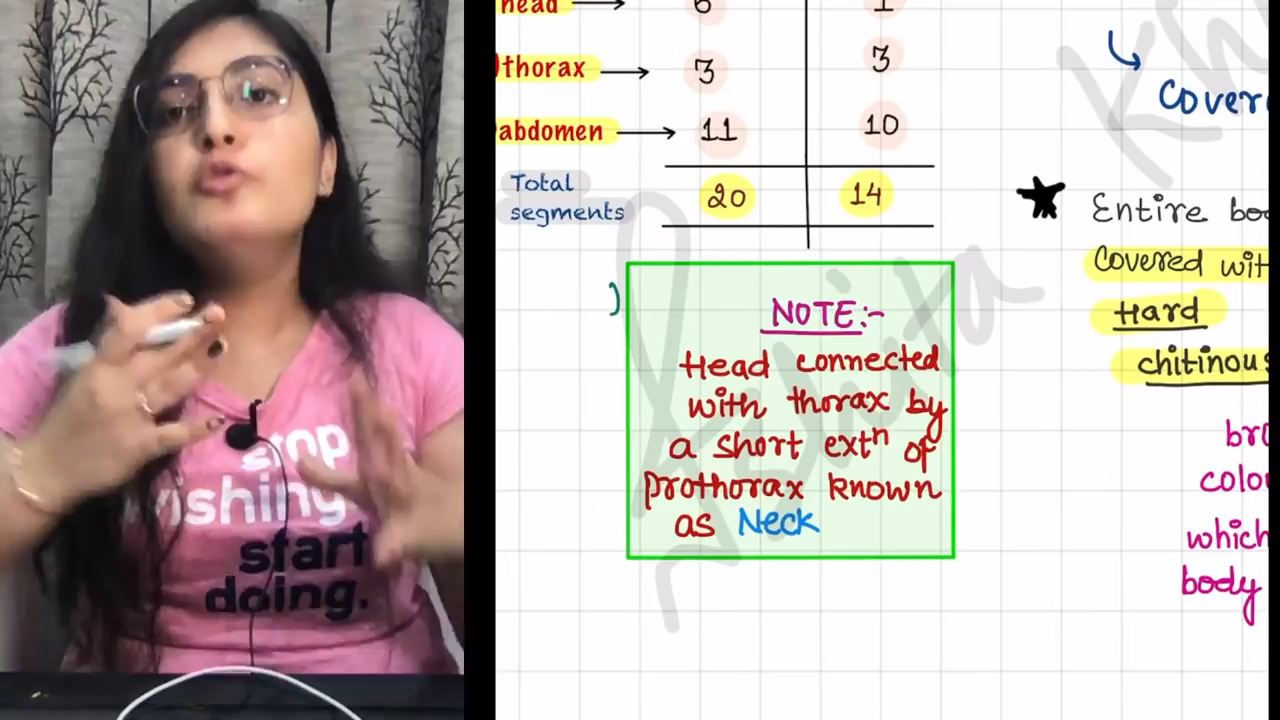 head → 6 1
thorax → 3 3
abdomen → 11 10
Total
segments 20 14
NOTE:-
Head connected
with thorax by
a short extⁿ of
prothorax known
as Neck
Cover
★ Entire bo
Covered wit
Hard
chitinous
bro
colo
which
body
stop
wishing.
start
doing.